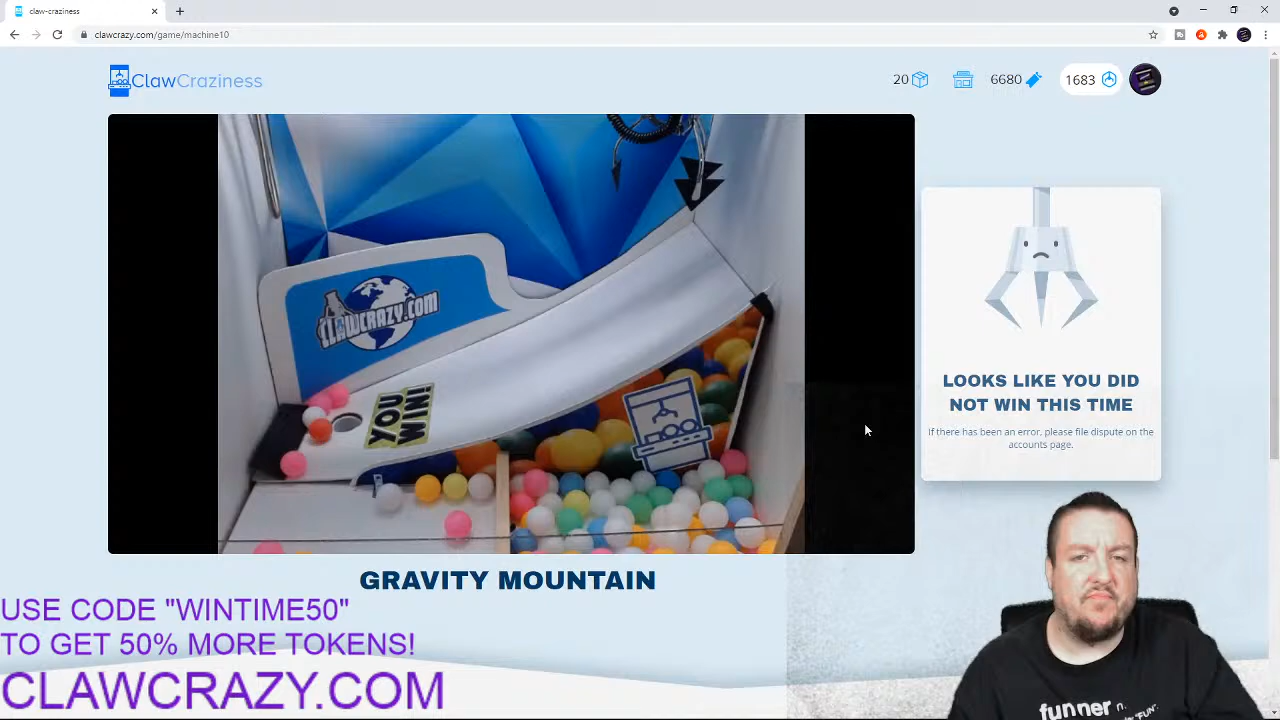 claw-craziness
clawcrazy.com/game/machine10
ClawCraziness
20
6680
1683
CLAWCRAZY.COM
YOU
WIN!
LOOKS LIKE YOU DID
NOT WIN THIS TIME
If there has been an error, please file dispute on the
accounts page.
GRAVITY MOUNTAIN
USE CODE "WINTIME50"
TO GET 50% MORE TOKENS!
CLAWCRAZY.COM
funner